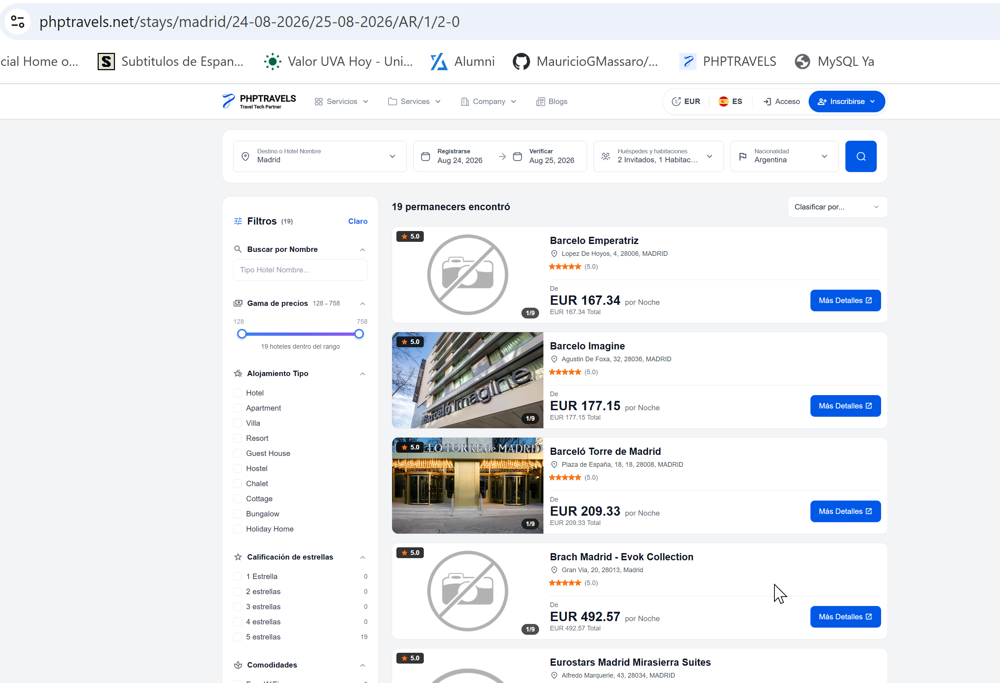 phptravels.net/stays/madrid/24-08-2026/25-08-2026/AR/1/2-0
cial Home o...
Subtitulos de Espan...
Valor UVA Hoy - Uni...
Alumni
MauricioGMassaro/...
PHPTRAVELS
MySQL Ya
PHPTRAVELS
Travel Tech Partner
Servicios
Services
Company
Blogs
EUR
ES
Acceso
Inscribirse
Destino o Hotel Nombre
Madrid
Registrarse
Aug 24, 2026
Verificar
Aug 25, 2026
Huéspedes y habitaciones
2 Invitados, 1 Habitac...
Nacionalidad
Argentina
Filtros (19)
Claro
Buscar por Nombre
Tipo Hotel Nombre...
Gama de precios 128 - 758
128
758
19 hoteles dentro del rango
Alojamiento Tipo
Hotel
Apartment
Villa
Resort
Guest House
Hostel
Chalet
Cottage
Bungalow
Holiday Home
Calificación de estrellas
1 Estrella 0
2 estrellas 0
3 estrellas 0
4 estrellas 0
5 estrellas 19
Comodidades
19 permanecers encontró
Clasificar por...
5.0
1/9
Barcelo Emperatriz
Lopez De Hoyos, 4, 28006, MADRID
(5.0)
De
EUR 167.34 por Noche
EUR 167.34 Total
Más Detalles
5.0
Barceló Imagine
1/9
Barcelo Imagine
Agustin De Foxa, 32, 28036, MADRID
(5.0)
De
EUR 177.15 por Noche
EUR 177.15 Total
Más Detalles
5.0
ELÓ TORRE de MADRID
1/9
Barceló Torre de Madrid
Plaza de España, 18, 18, 28008, MADRID
(5.0)
De
EUR 209.33 por Noche
EUR 209.33 Total
Más Detalles
5.0
1/9
Brach Madrid - Evok Collection
Gran Via, 20, 28013, Madrid
(5.0)
De
EUR 492.57 por Noche
EUR 492.57 Total
Más Detalles
5.0
Eurostars Madrid Mirasierra Suites
Alfredo Marquerie, 43, 28034, MADRID